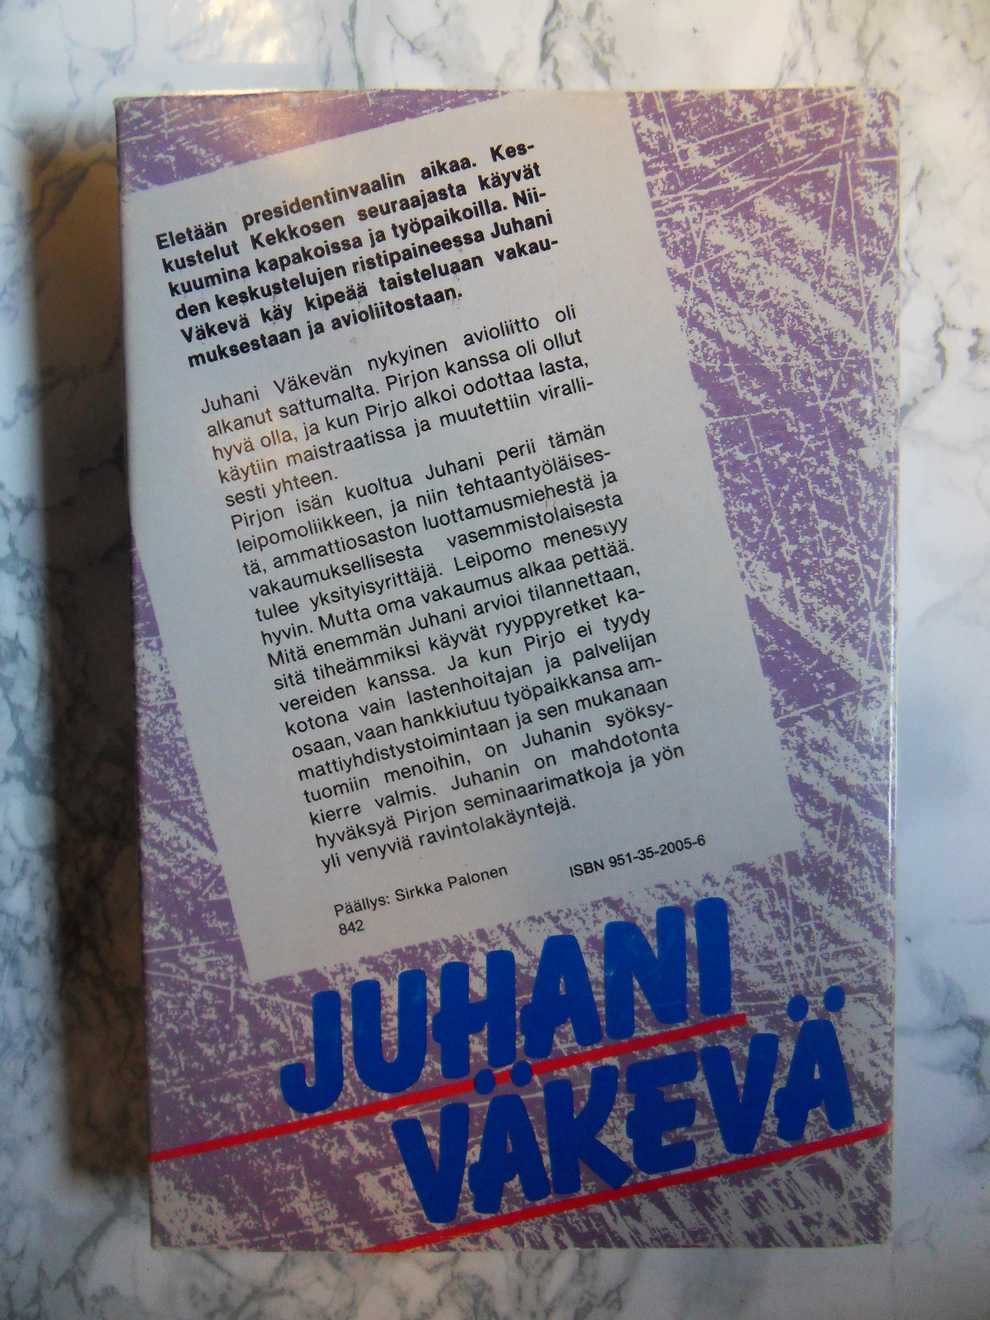 Eletään presidentinvaalin aikaa. Kes-
kustelut Kekkosen seuraajasta käyvät
kuumina kapakoissa ja työpaikoilla. Nii-
den keskustelujen ristipaineessa Juhani
Väkevä käy kipeää taisteluaan vakau-
muksestaan ja avioliitostaan.
Juhani Väkevän nykyinen avioliitto oli
alkanut sattumalta. Pirjon kanssa oli ollut
hyvä olla, ja kun Pirjo alkoi odottaa lasta,
käytiin maistraatissa ja muutettiin viralli-
sesti yhteen.
Pirjon isän kuoltua Juhani perii tämän
leipomoliikkeen, ja niin tehtaantyöläises-
tä, ammattiosaston luottamusmiehestä ja
vakaumuksellisesta vasemmistolaisesta
tulee yksityisyrittäjä. Leipomo menestyy
hyvin. Mutta oma vakaumus alkaa pettää.
Mitä enemmän Juhani arvioi tilannettaan,
sitä tiheämmiksi käyvät ryyppyretket ka-
vereiden kanssa. Ja kun Pirjo ei tyydy
kotona vain lastenhoitajan ja palvelijan
osaan, vaan hankkiutuu työpaikkansa am-
mattiyhdistystoimintaan ja sen mukanaan
tuomiin menoihin, on Juhanin syöksy-
kierre valmis. Juhanin on mahdotonta
hyväksyä Pirjon seminaarimatkoja ja yön
yli venyviä ravintolakäyntejä.
Päällys: Sirkka Palonen
ISBN 951-35-2005-6
842
JUHANI
VÄKEVÄ